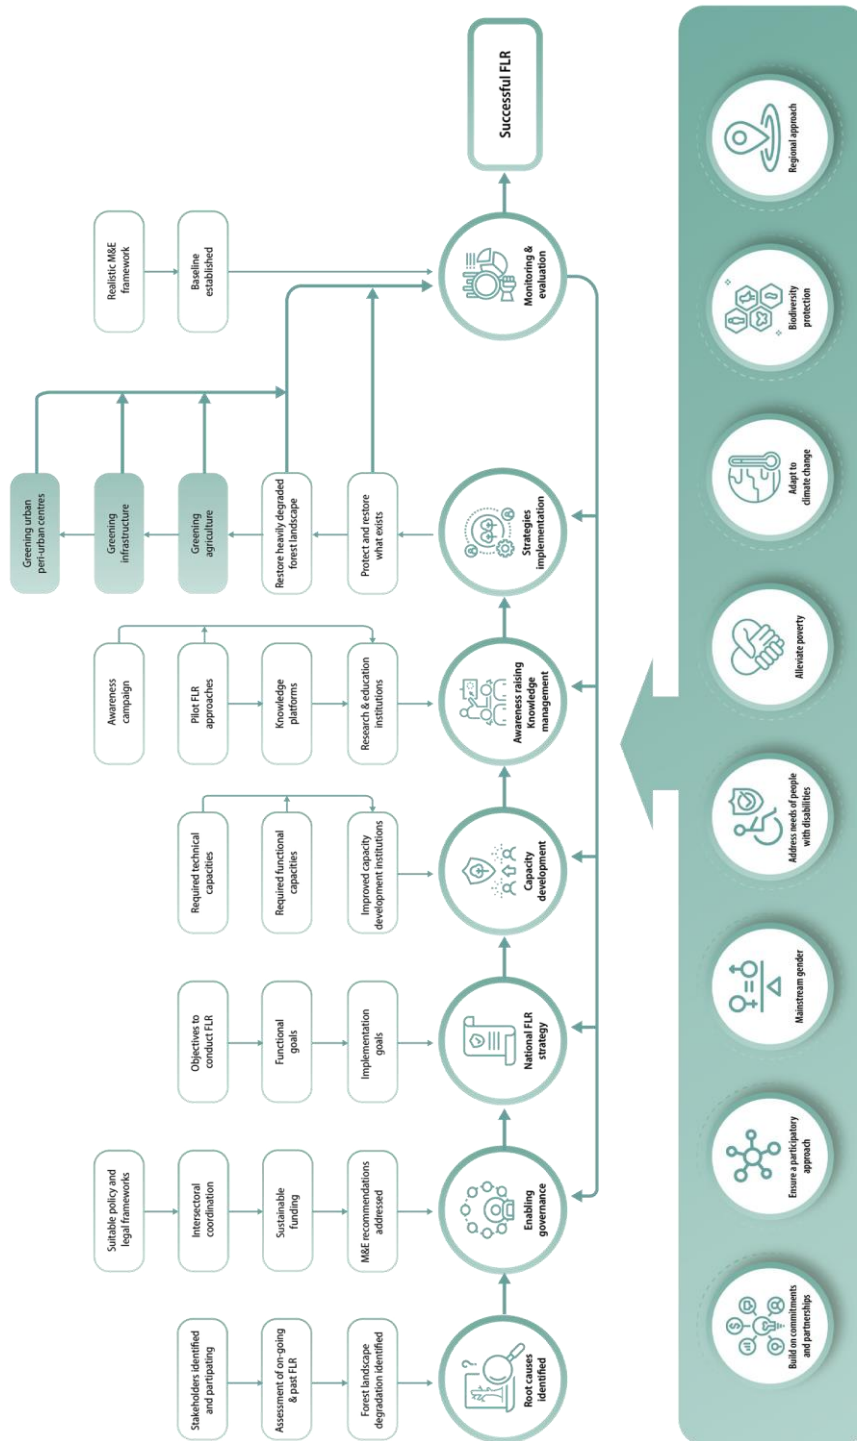 Stakeholders identified
and partipating
Assessment of on-going
& past FLR
Forest landscape
degradation identified
Root causes
identified
Suitable policy and
legal frameworks
Intersectoral
coordination
Sustainable
funding
M&E recommendations
addressed
Enabling
governance
Objectives to
conduct FLR
Functional
goals
Implementation
goals
National FLR
strategy
Required technical
capacities
Required functional
capacities
Improved capacity
development institutions
Capacity
development
Awareness
campaign
Pilot FLR
approaches
Knowledge
platforms
Research & education
institutions
Awareness raising
Knowledge
management
Greening urban
peri-urban centres
Greening
infrastructure
Greening
agriculture
Restore heavily degraded
forest landscape
Protect and restore
what exists
Strategies
implementation
Realistic M&E
framework
Baseline
established
Monitoring &
evaluation
Successful FLR
Build on commitments
and partnerships
Ensure a participatory
approach
Mainstream gender
Address needs of people
with disabilities
Alleviate poverty
Adapt to
climate change
Biodiversity
protection
Regional approach